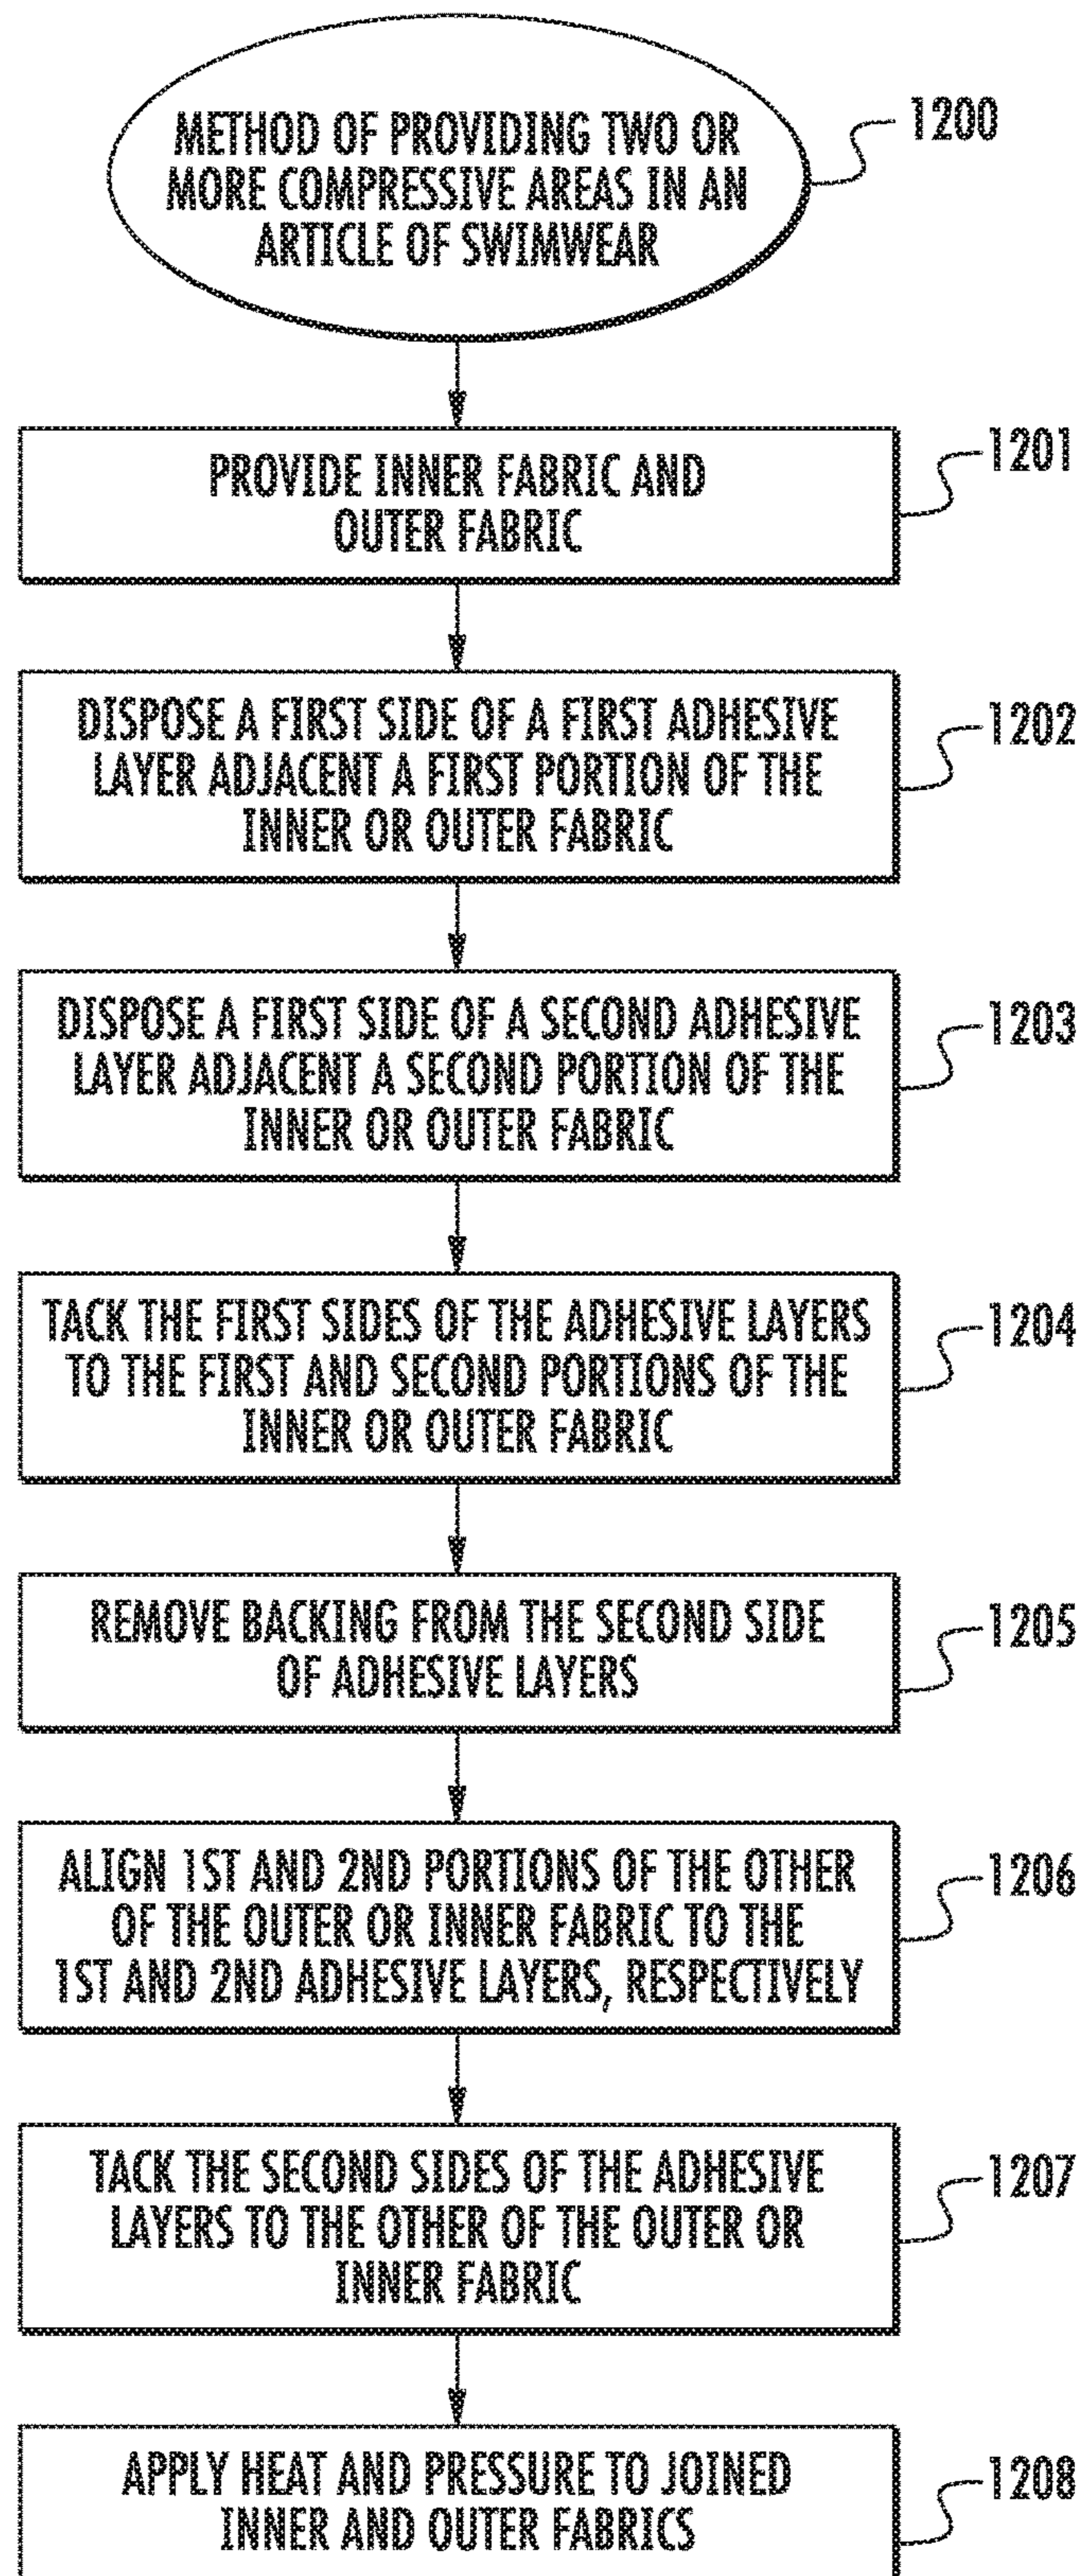 METHOD OF PROVIDING TWO OR
MORE COMPRESSIVE AREAS IN AN
ARTICLE OF SWIMWEAR
1200
PROVIDE INNER FABRIC AND
OUTER FABRIC
1201
DISPOSE A FIRST SIDE OF A FIRST ADHESIVE
LAYER ADJACENT A FIRST PORTION OF THE
INNER OR OUTER FABRIC
1202
DISPOSE A FIRST SIDE OF A SECOND ADHESIVE
LAYER ADJACENT A SECOND PORTION OF THE
INNER OR OUTER FABRIC
1203
TACK THE FIRST SIDES OF THE ADHESIVE LAYERS
TO THE FIRST AND SECOND PORTIONS OF THE
INNER OR OUTER FABRIC
1204
REMOVE BACKING FROM THE SECOND SIDE
OF ADHESIVE LAYERS
1205
ALIGN 1ST AND 2ND PORTIONS OF THE OTHER
OF THE OUTER OR INNER FABRIC TO THE
1ST AND 2ND ADHESIVE LAYERS, RESPECTIVELY
1206
TACK THE SECOND SIDES OF THE ADHESIVE
LAYERS TO THE OTHER OF THE OUTER OR
INNER FABRIC
1207
APPLY HEAT AND PRESSURE TO JOINED
INNER AND OUTER FABRICS
1208